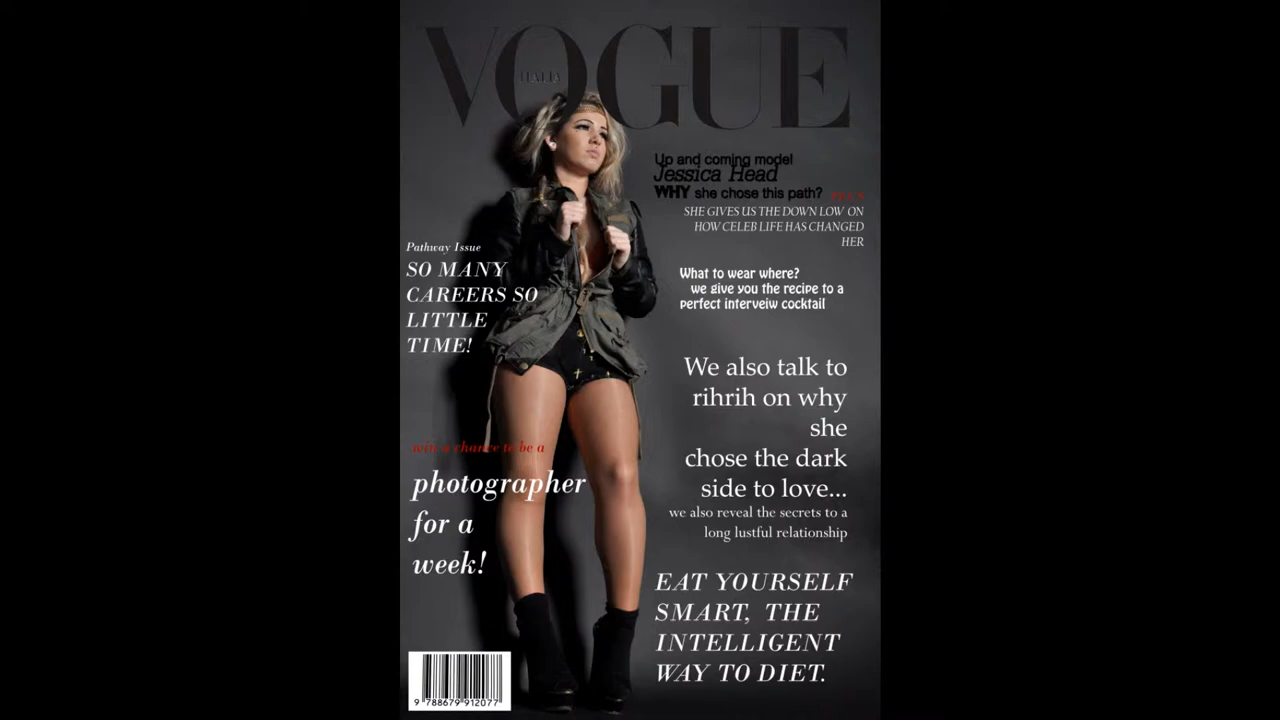 VOGUE
ITALIA
Up and coming model
Jessica Head
WHY she chose this path? PLUS
SHE GIVES US THE DOWN LOW ON
HOW CELEB LIFE HAS CHANGED
HER
Pathway Issue
SO MANY
CAREERS SO
LITTLE
TIME!
What to wear where?
we give you the recipe to a
perfect interveiw cocktail
We also talk to
rihrih on why
she
chose the dark
side to love...
we also reveal the secrets to a
long lustful relationship
win a chance to be a
photographer
for a
week!
EAT YOURSELF
SMART, THE
INTELLIGENT
WAY TO DIET.
9 788679 912077